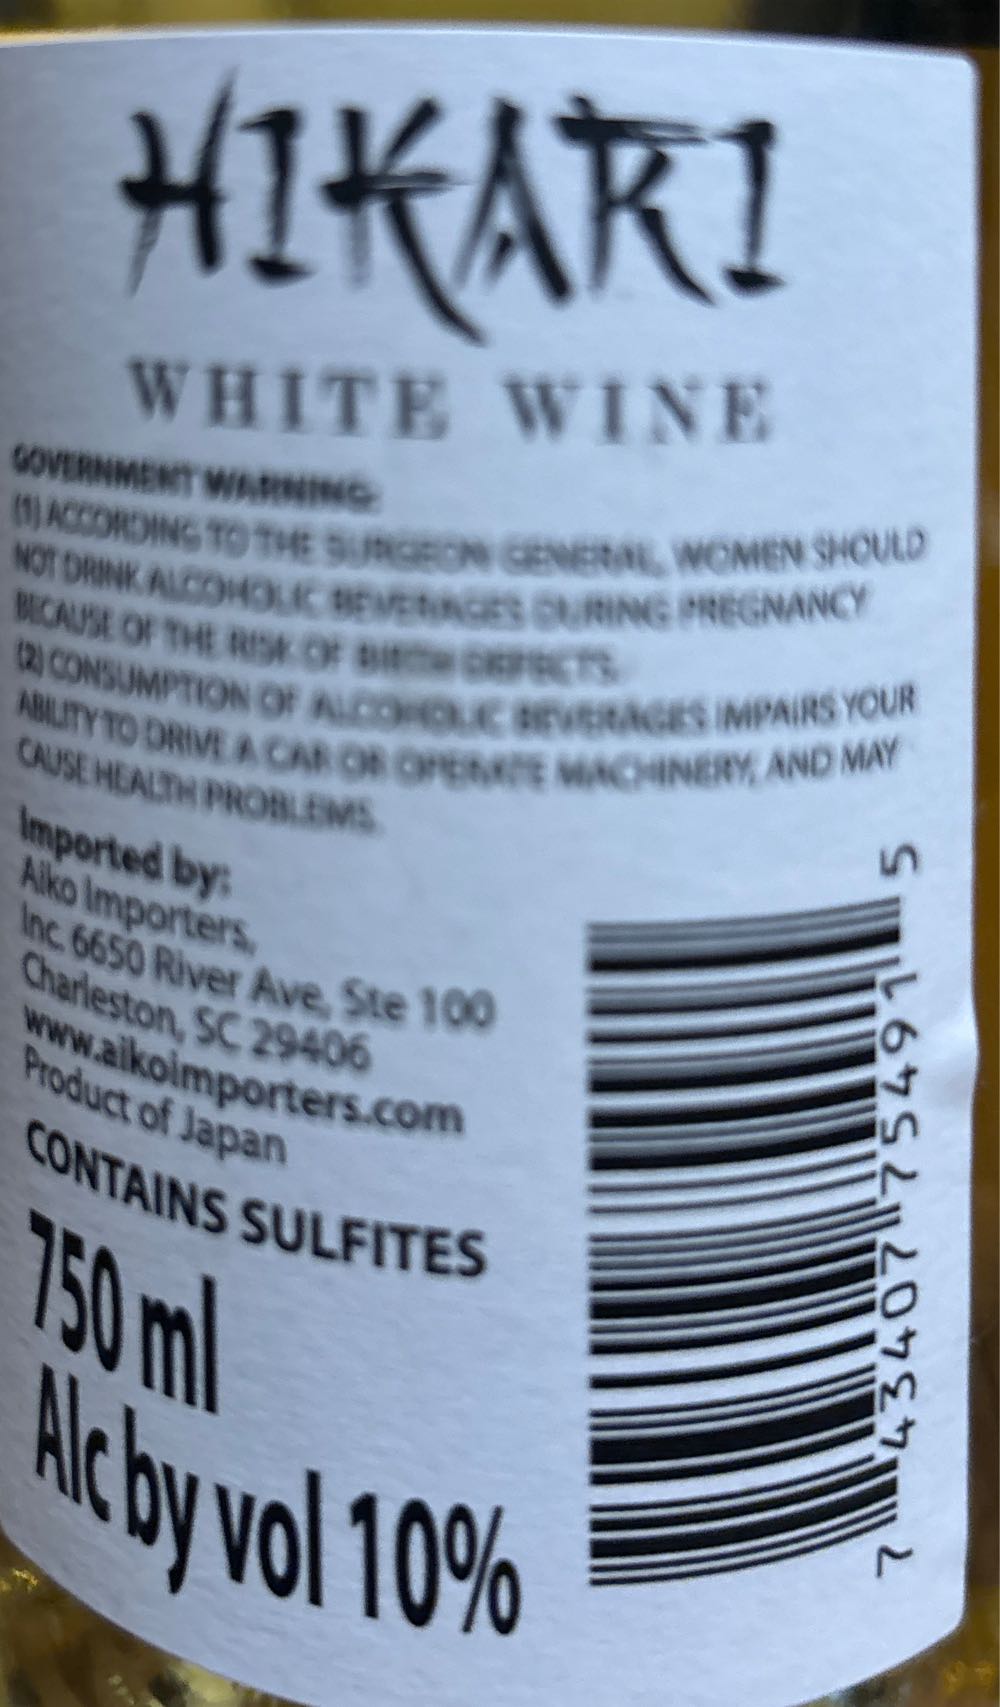 HIKARI
WHITE WINE
GOVERNMENT WARNING:
(1) ACCORDING TO THE SURGEON GENERAL, WOMEN SHOULD
NOT DRINK ALCOHOLIC BEVERAGES DURING PREGNANCY
BECAUSE OF THE RISK OF BIRTH DEFECTS.
(2) CONSUMPTION OF ALCOHOLIC BEVERAGES IMPAIRS YOUR
ABILITY TO DRIVE A CAR OR OPERATE MACHINERY, AND MAY
CAUSE HEALTH PROBLEMS.
Imported by:
Aiko Importers,
Inc. 6650 River Ave, Ste 100
Charleston, SC 29406
www.aikoimporters.com
Product of Japan
CONTAINS SULFITES
750 ml
Alc by vol 10%
7 43407 75491 5